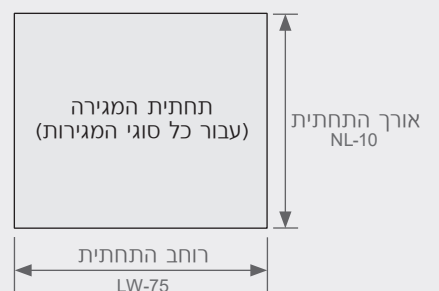 תחתית המגירה
(עבור כל סוגי המגירות)
אורך התחתית
NL-10
רוחב התחתית
LW-75